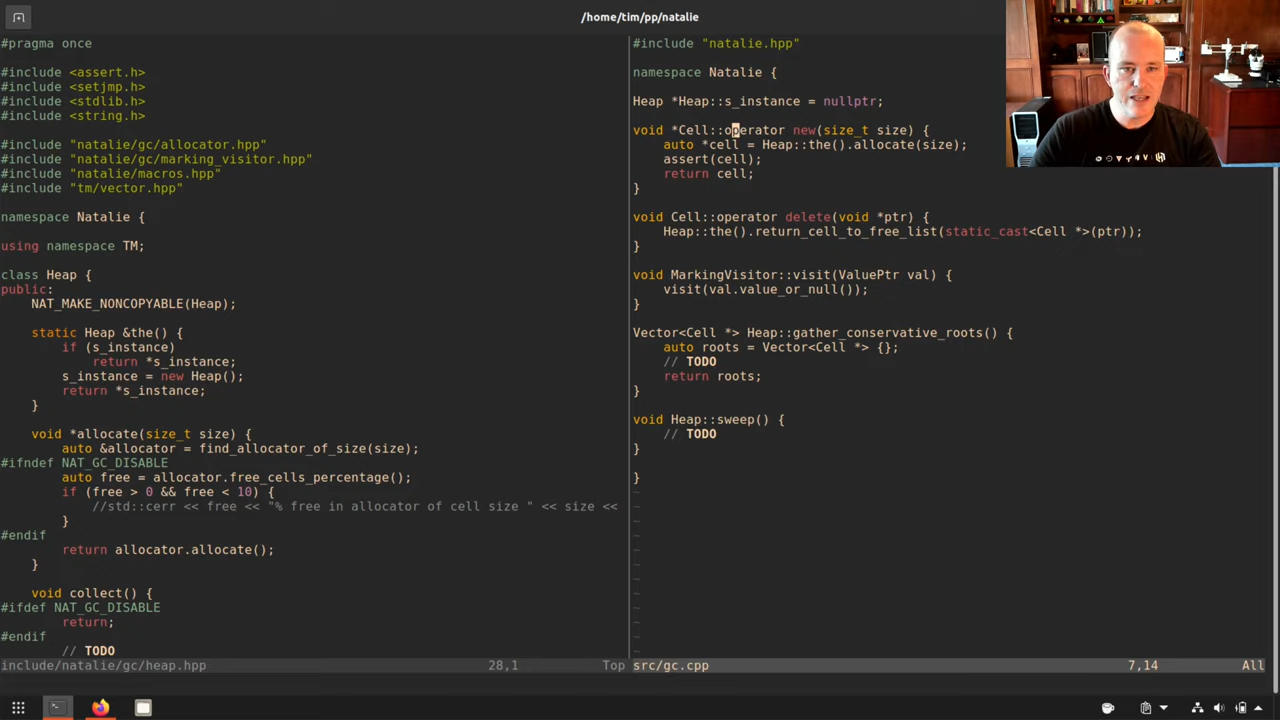 /home/tim/pp/natalie
#pragma once
#include <assert.h>
#include <setjmp.h>
#include <stdlib.h>
#include <string.h>
#include "natalie/gc/allocator.hpp"
#include "natalie/gc/marking_visitor.hpp"
#include "natalie/macros.hpp"
#include "tm/vector.hpp"
namespace Natalie {
using namespace TM;
class Heap {
public:
NAT_MAKE_NONCOPYABLE(Heap);
static Heap &the() {
if (s_instance)
return *s_instance;
s_instance = new Heap();
return *s_instance;
}
void *allocate(size_t size) {
auto &allocator = find_allocator_of_size(size);
#ifndef NAT_GC_DISABLE
auto free = allocator.free_cells_percentage();
if (free > 0 && free < 10) {
//std::cerr << free << "% free in allocator of cell size " << size <<
}
#endif
return allocator.allocate();
}
void collect() {
#ifdef NAT_GC_DISABLE
return;
#endif
// TODO
include/natalie/gc/heap.hpp 28,1 Top
#include "natalie.hpp"
namespace Natalie {
Heap *Heap::s_instance = nullptr;
void *Cell::operator new(size_t size) {
auto *cell = Heap::the().allocate(size);
assert(cell);
return cell;
}
void Cell::operator delete(void *ptr) {
Heap::the().return_cell_to_free_list(static_cast<Cell *>(ptr));
}
void MarkingVisitor::visit(ValuePtr val) {
visit(val.value_or_null());
}
Vector<Cell *> Heap::gather_conservative_roots() {
auto roots = Vector<Cell *> {};
// TODO
return roots;
}
void Heap::sweep() {
// TODO
}
}
~
~
~
~
~
~
~
~
~
~
~
~
src/gc.cpp 7,14 All